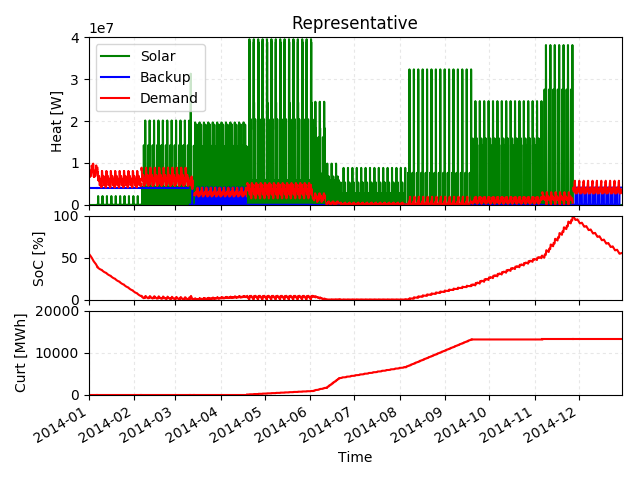 Representative
1e7
4
3
2
1
0
Heat [W]
Solar
Backup
Demand
100
50
0
SoC [%]
20000
10000
0
Curt [MWh]
2014-01
2014-02
2014-03
2014-04
2014-05
2014-06
2014-07
2014-08
2014-09
2014-10
2014-11
2014-12
Time